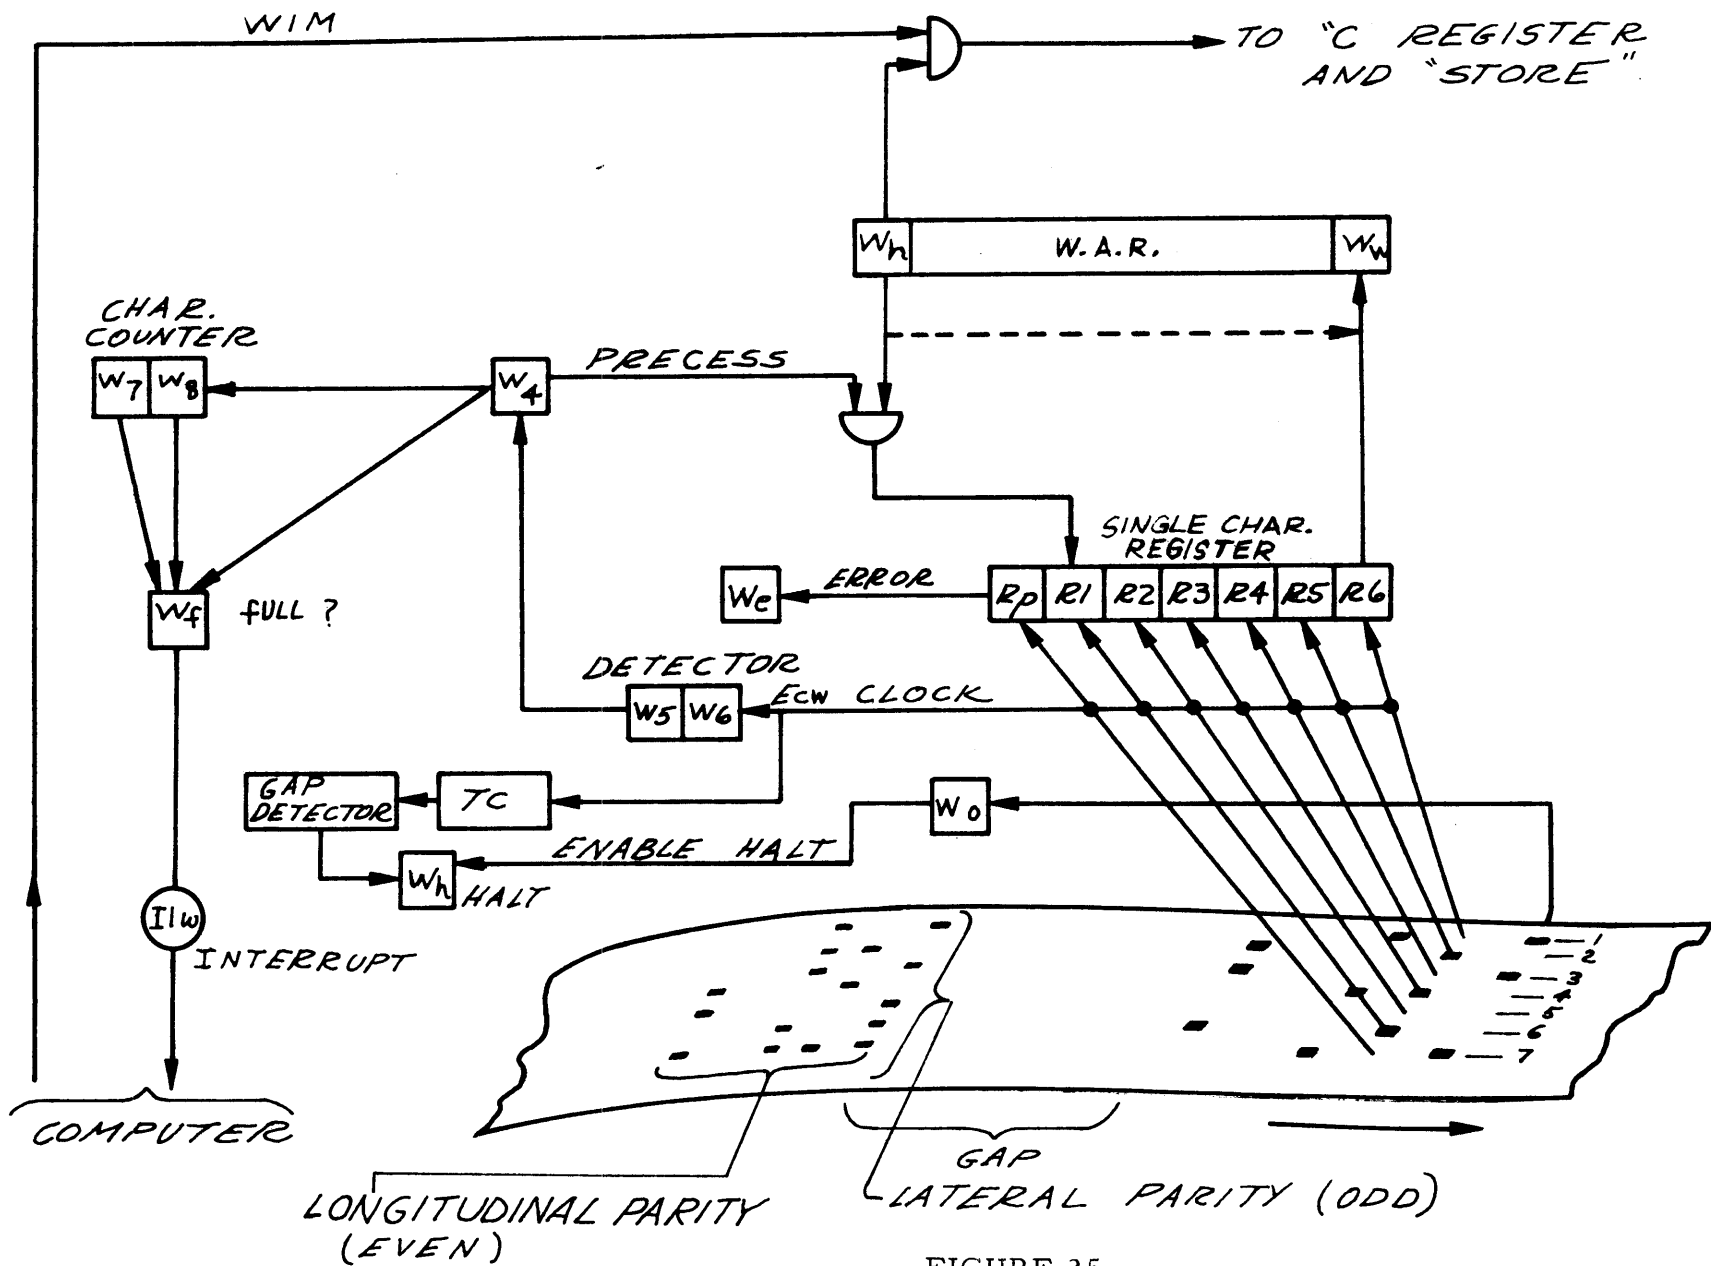 WIM
TO "C REGISTER
AND "STORE"
Wh
W.A.R.
Ww
CHAR.
COUNTER
W7
W8
W4
PRECESS
SINGLE CHAR.
REGISTER
We
ERROR
Rp
R1
R2
R3
R4
R5
R6
Wf
fULL ?
DETECTOR
W5
W6
Ecw CLOCK
GAP
DETECTOR
TC
W0
ENABLE HALT
Wh
HALT
I1w
INTERRUPT
1
2
3
4
5
6
7
COMPUTER
GAP
LATERAL PARITY (ODD)
LONGITUDINAL PARITY
(EVEN)